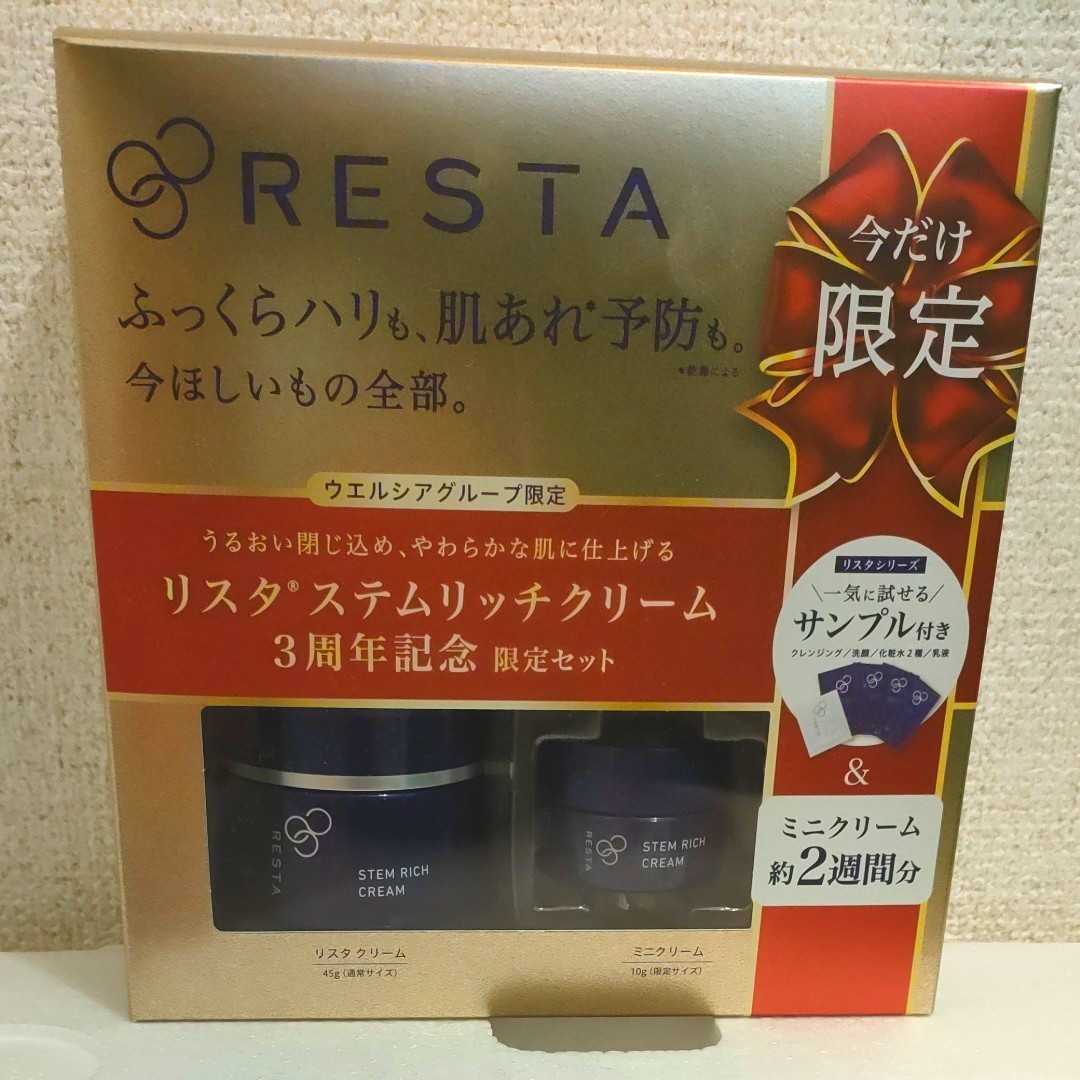 RESTA
ふっくらハリも、肌あれ*予防も。
*乾燥による
今ほしいもの全部。
今だけ
限定
ウエルシアグループ限定
うるおい閉じ込め、やわらかな肌に仕上げる
リスタ®ステムリッチクリーム
3周年記念 限定セット
リスタシリーズ
\一気に試せる/
サンプル付き
クレンジング/洗顔/化粧水2種/乳液
&
ミニクリーム
約2週間分
RESTA
STEM RICH
CREAM
RESTA
STEM RICH
CREAM
リスタ クリーム
45g(通常サイズ)
ミニクリーム
10g(限定サイズ)